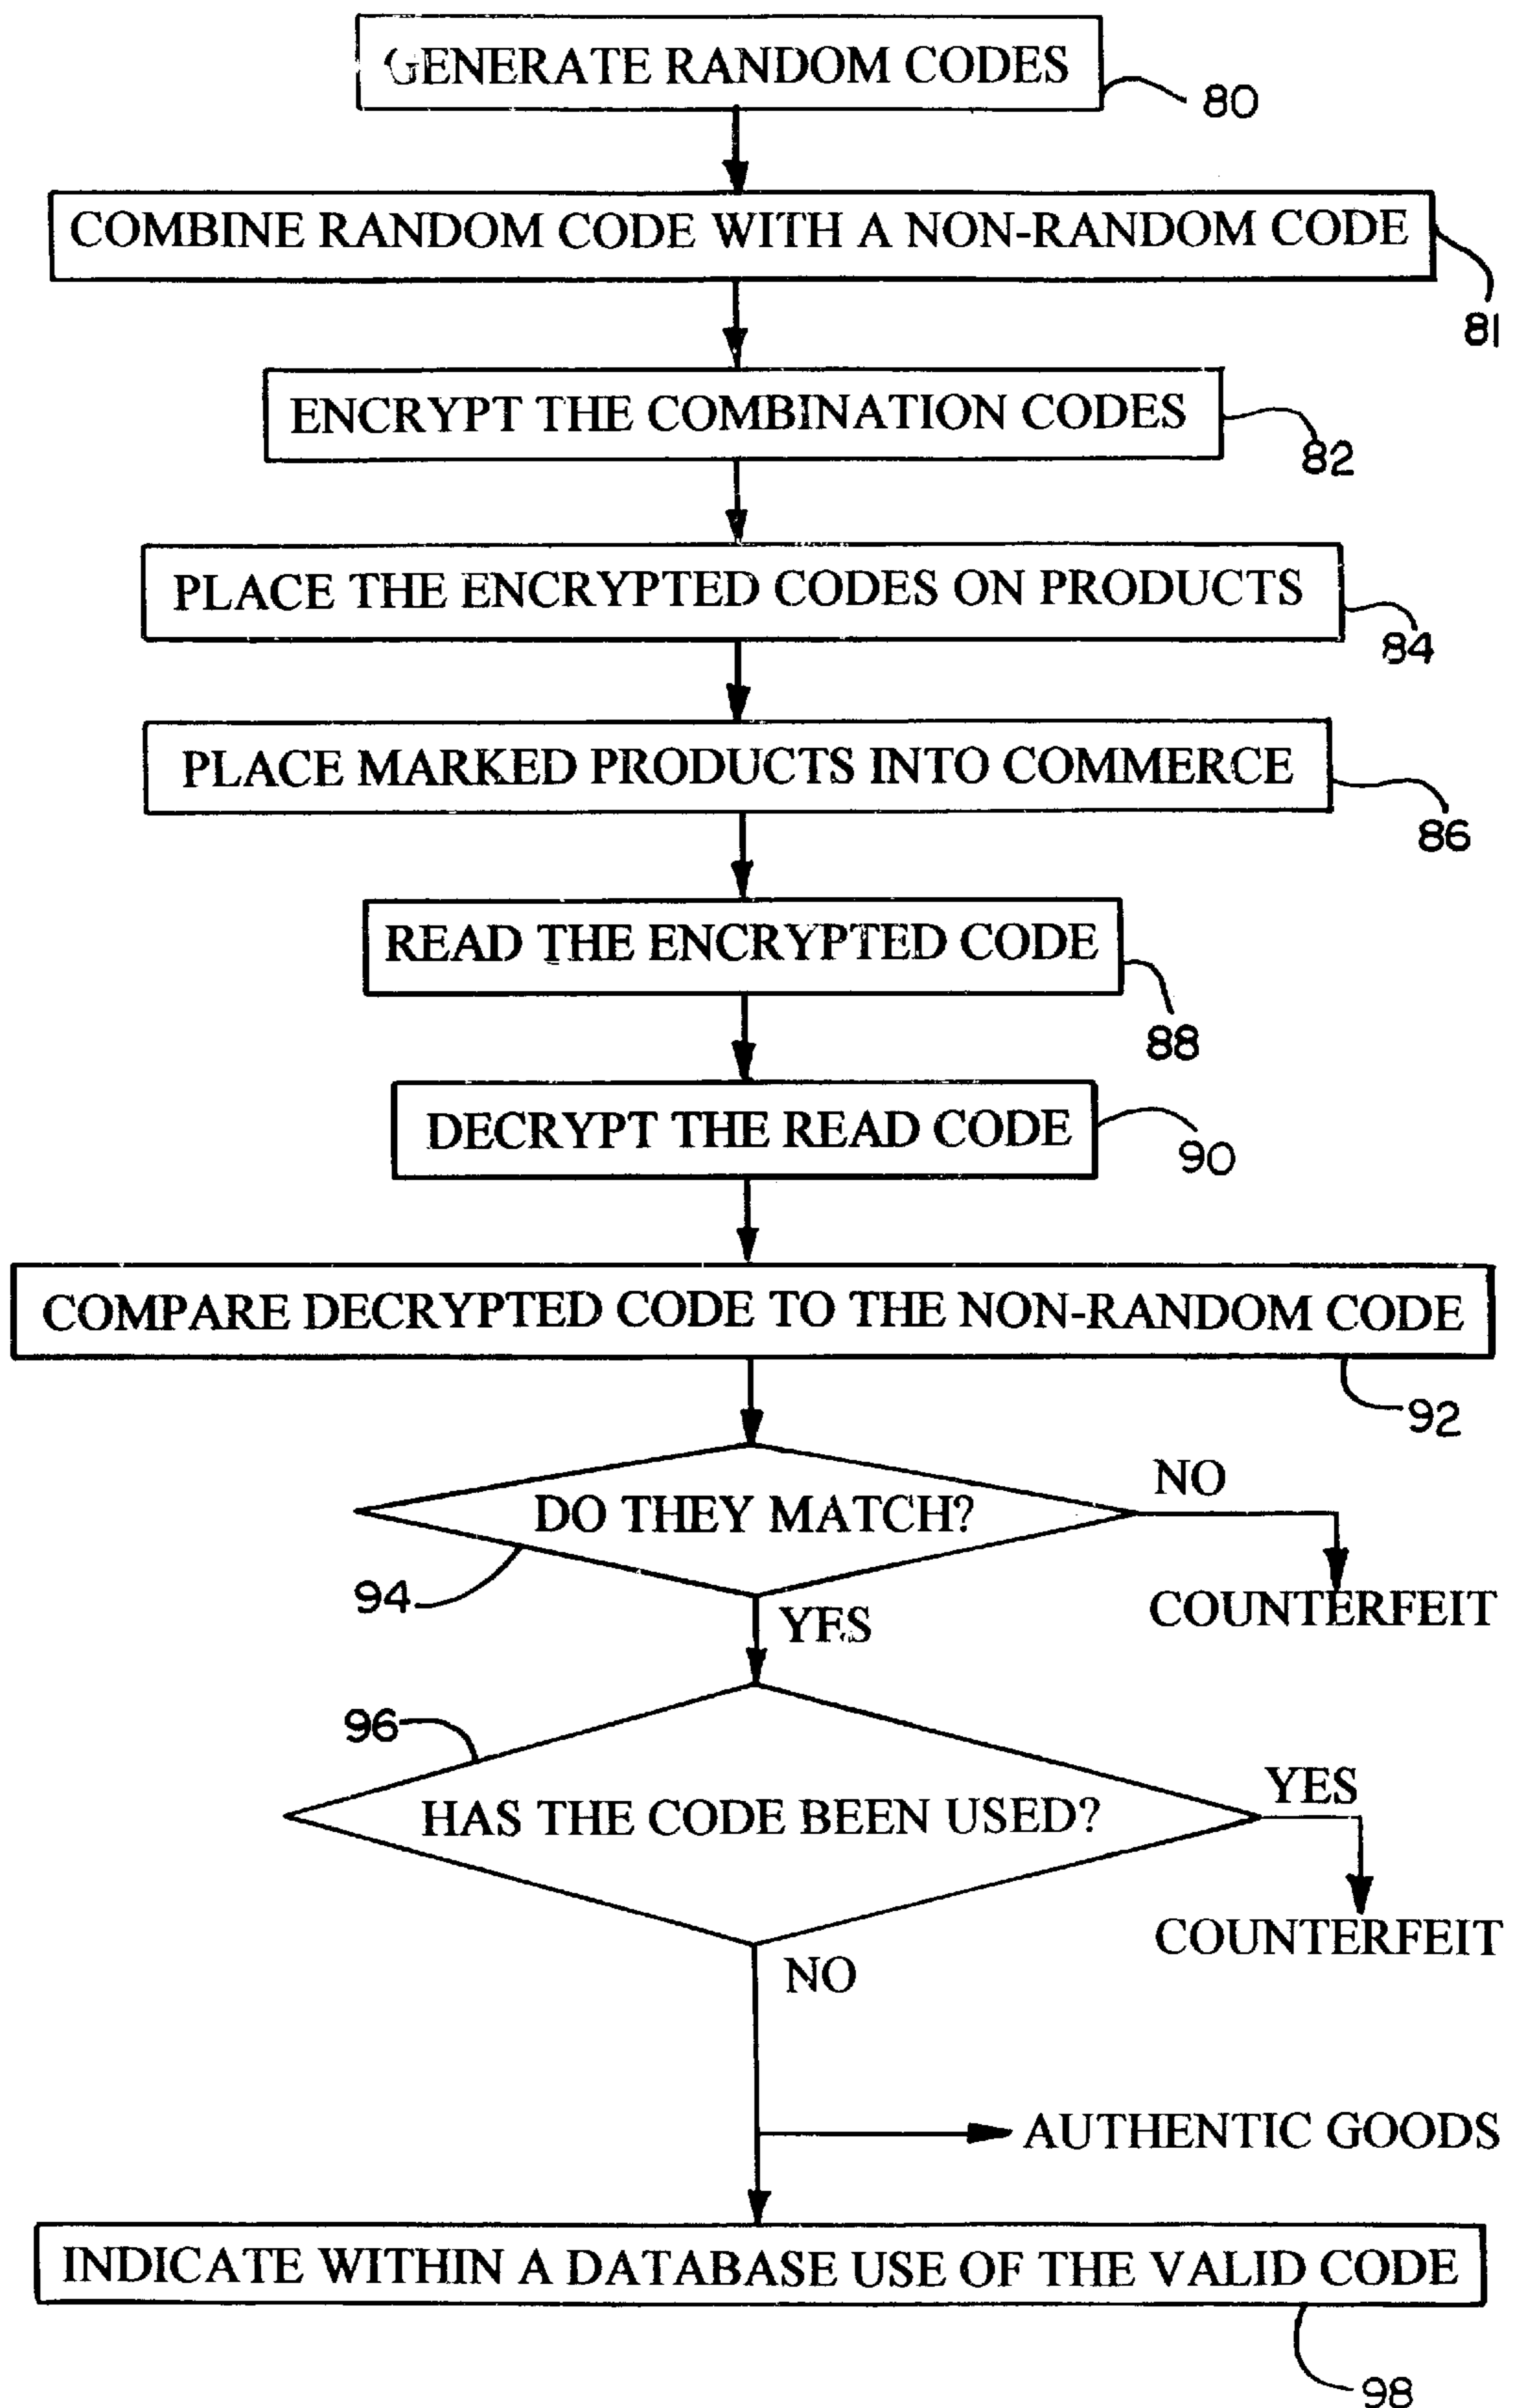 GENERATE RANDOM CODES
80
COMBINE RANDOM CODE WITH A NON-RANDOM CODE
81
ENCRYPT THE COMBINATION CODES
82
PLACE THE ENCRYPTED CODES ON PRODUCTS
84
PLACE MARKED PRODUCTS INTO COMMERCE
86
READ THE ENCRYPTED CODE
88
DECRYPT THE READ CODE
90
COMPARE DECRYPTED CODE TO THE NON-RANDOM CODE
92
DO THEY MATCH?
NO
94
COUNTERFEIT
YES
96
HAS THE CODE BEEN USED?
YES
COUNTERFEIT
NO
AUTHENTIC GOODS
INDICATE WITHIN A DATABASE USE OF THE VALID CODE
98